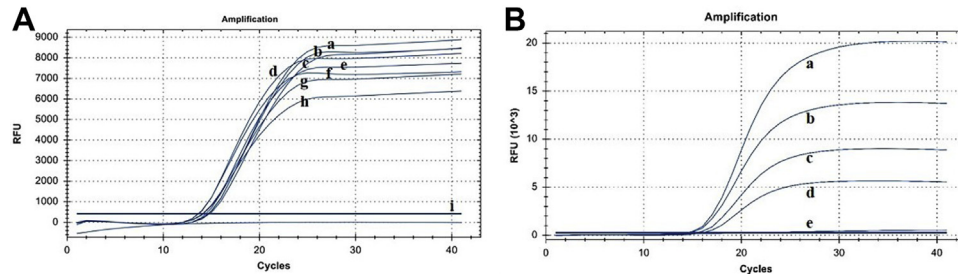 A
Amplification
9000
8000
7000
6000
5000
4000
3000
2000
1000
0
RFU
a
b
c
d
e
f
g
h
i
0
10
20
30
40
Cycles
B
Amplification
20
15
10
5
0
RFU (10^3)
a
b
c
d
e
0
10
20
30
40
Cycles